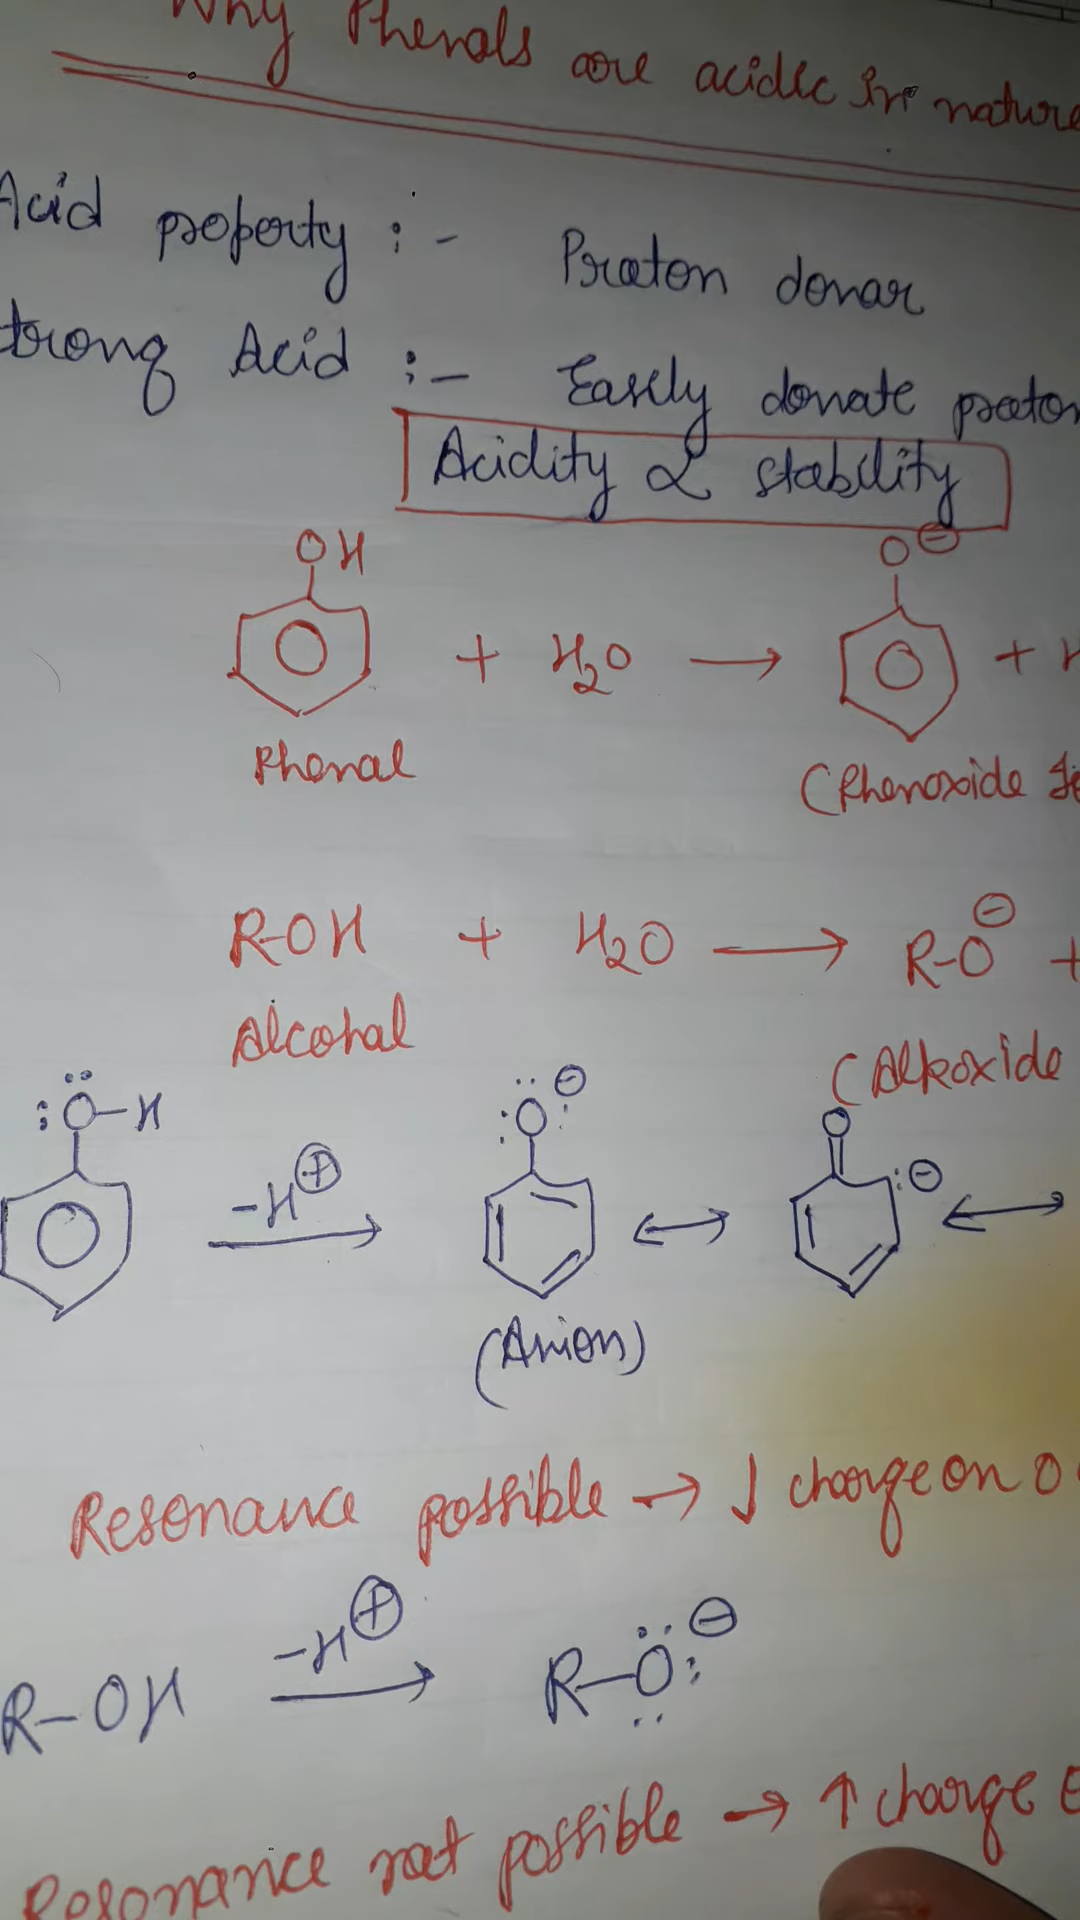 Why Phenols are acidic in nature
Acid property :- Proton donar
trong Acid :- Easily donate proton
Acidity α stability
OH
O⊖
+ H2O → +
Phenol
(Phenoxide
R-OH + H2O → R-O⊖ +
Alcohol
(Alkoxide
:Ö-H
-H⊕
:Ö:⊖
O
:⊖
(Anion)
Resonance possible → ↓ charge on O
R-OH -H⊕ → R-Ö:⊖
Resonance not possible → ↑ charge